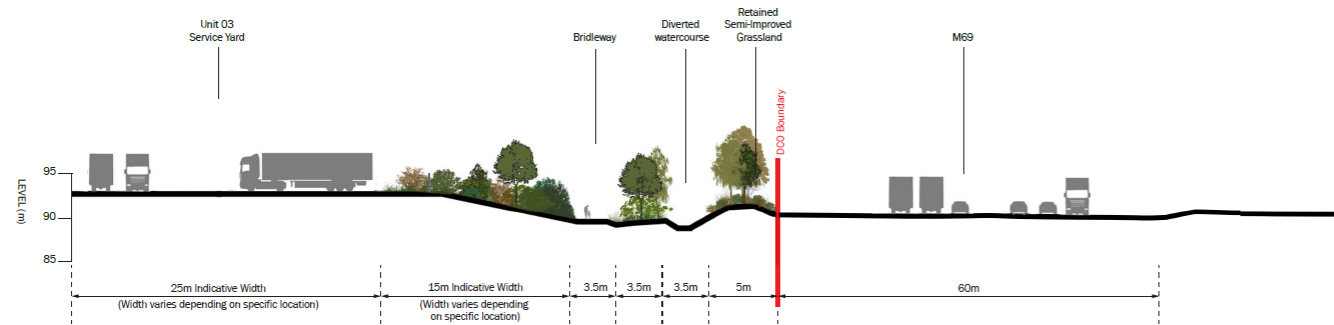 Unit 03
Service Yard
Bridleway
Diverted
watercourse
Retained
Semi-Improved
Grassland
M69
DCO Boundary
LEVEL (m)
95
90
85
25m Indicative Width
(Width varies depending on specific location)
15m Indicative Width
(Width varies depending
on specific location)
3.5m
3.5m
3.5m
5m
60m